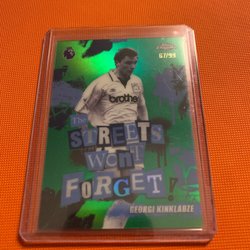 67/99
brother
The
STREETS
Won't
FORGET!
GEORGI KINKLADZE